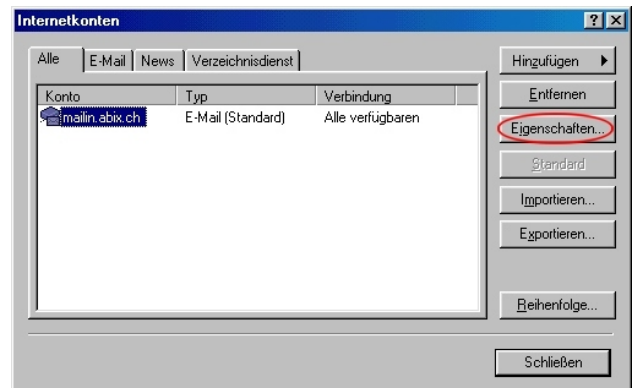 Internetkonten
Alle E-Mail News Verzeichnisdienst
Konto Typ Verbindung
mailin.abix.ch E-Mail (Standard) Alle verfügbaren
Hinzufügen
Entfernen
Eigenschaften...
Standard
Importieren...
Exportieren...
Reihenfolge...
Schließen